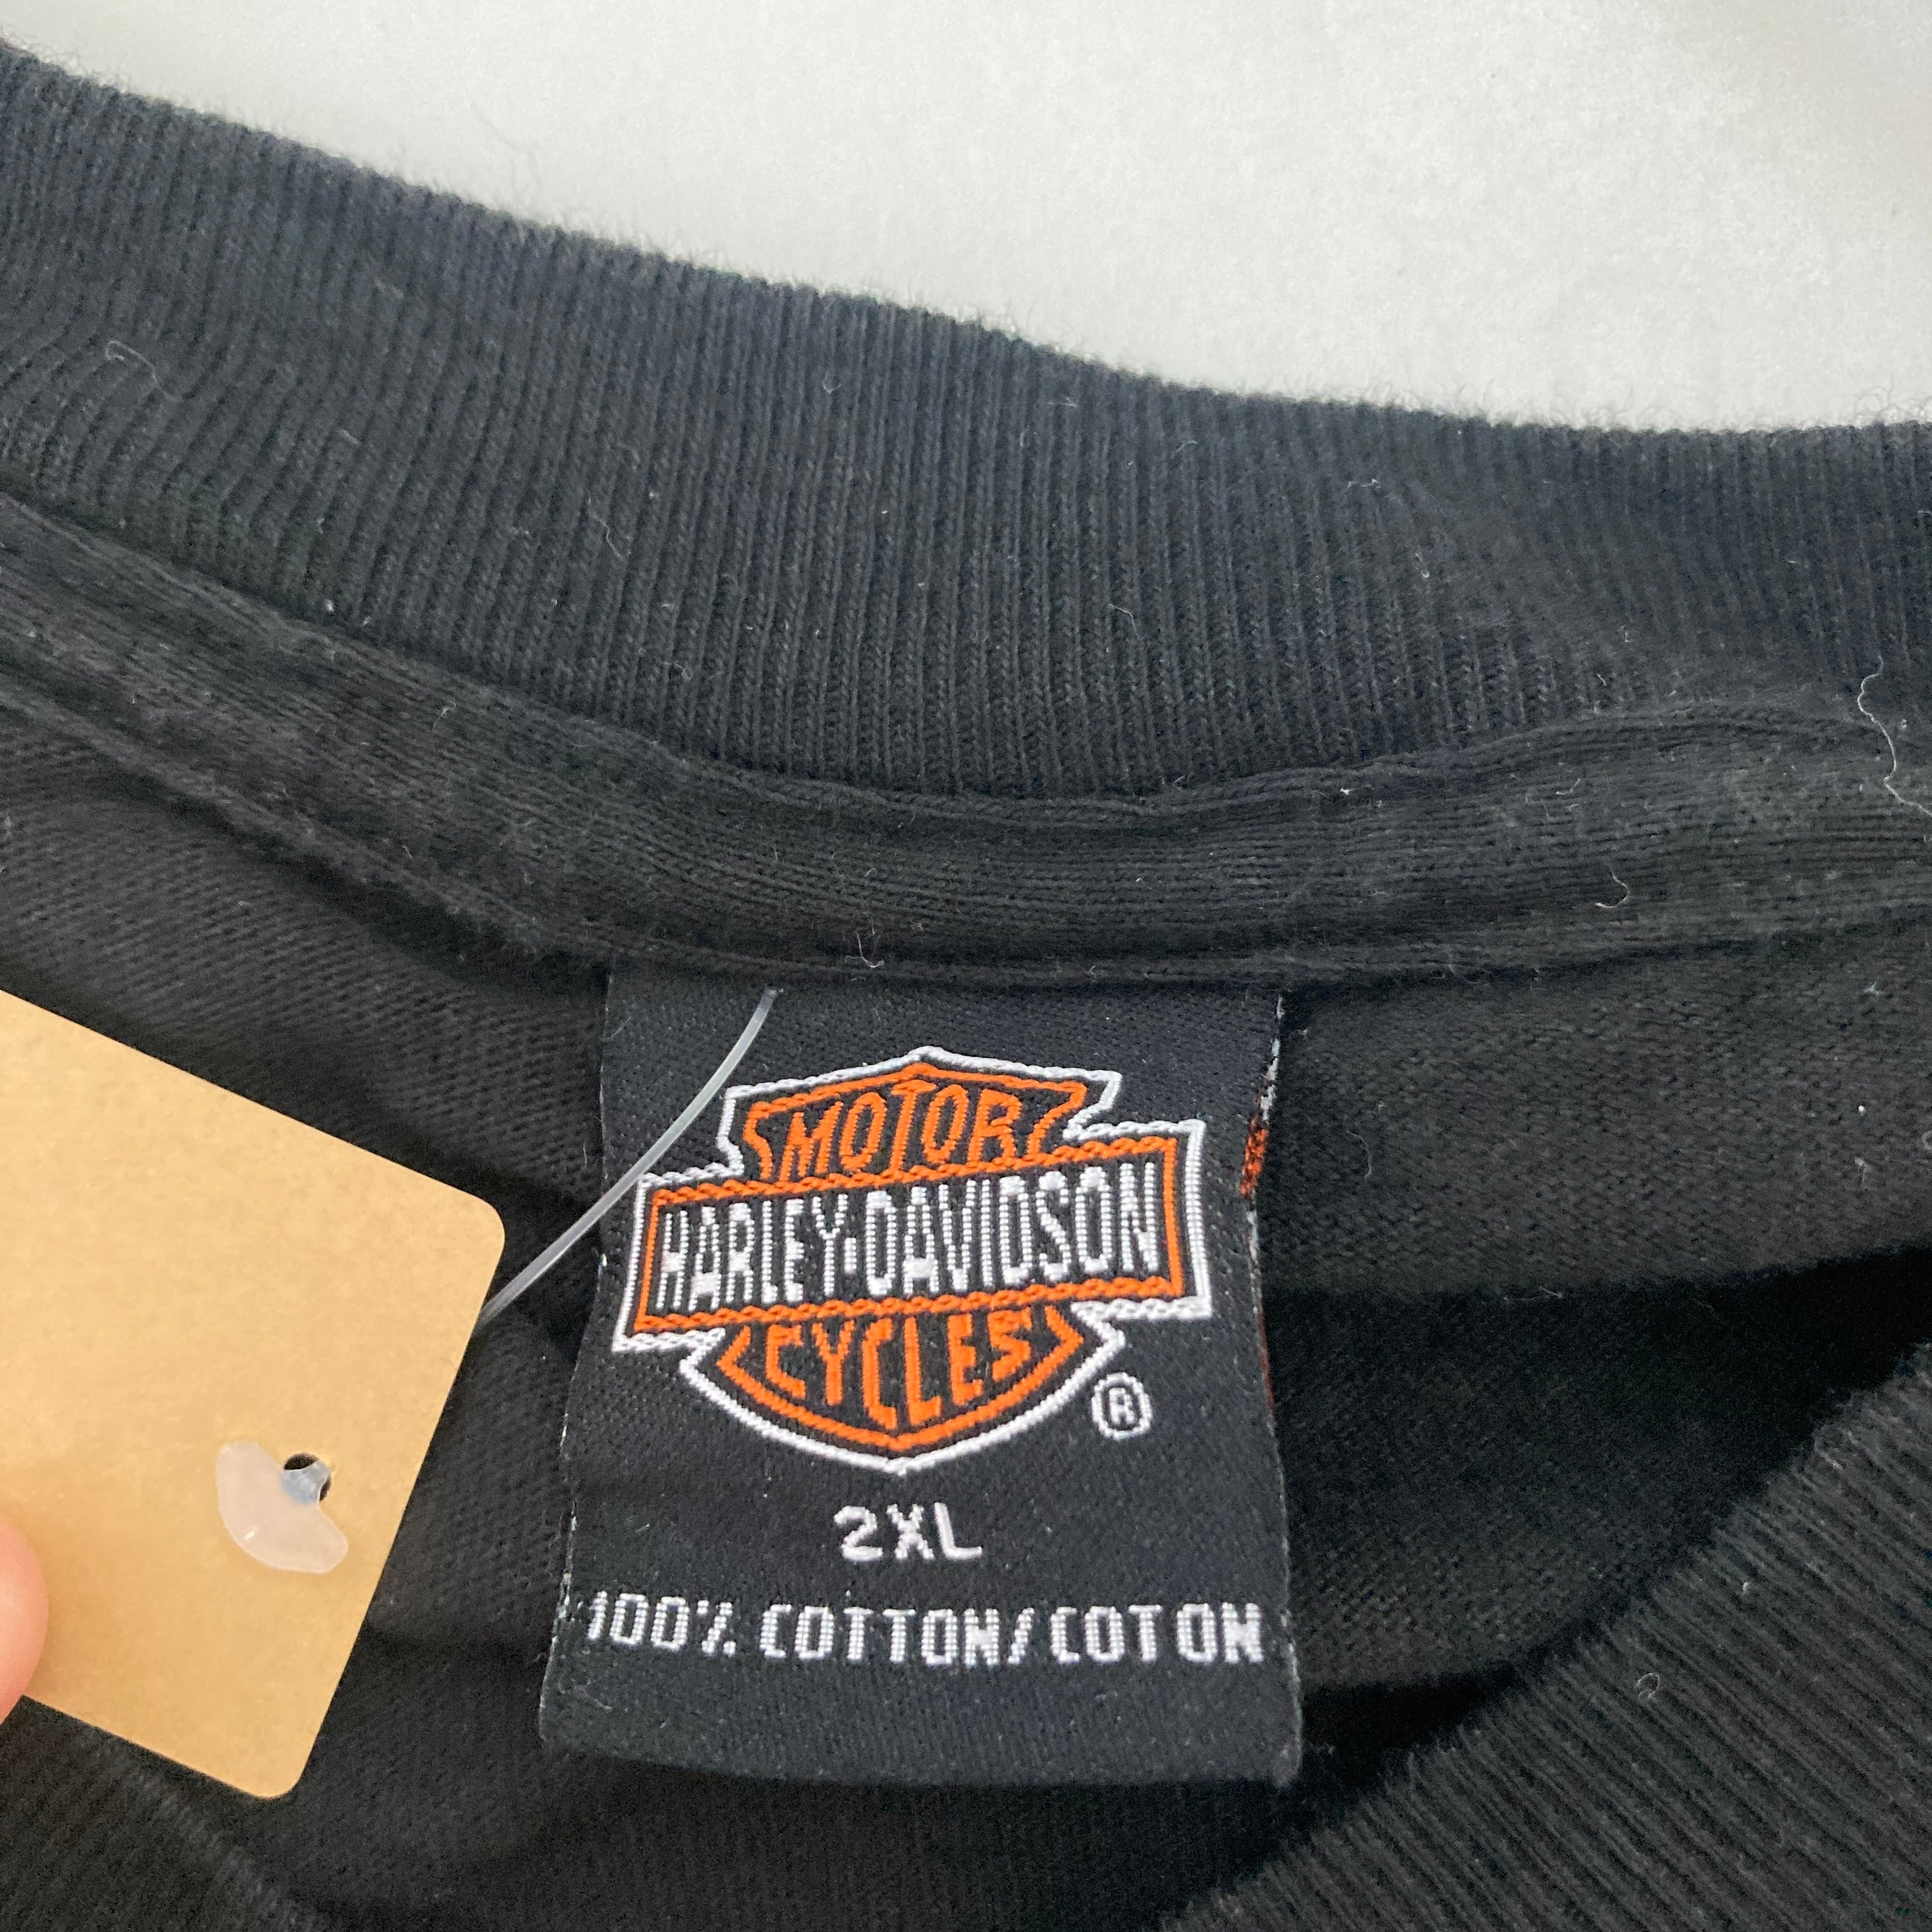 MOTOR
HARLEY-DAVIDSON
CYCLES
®
2XL
100% COTTON/COTON